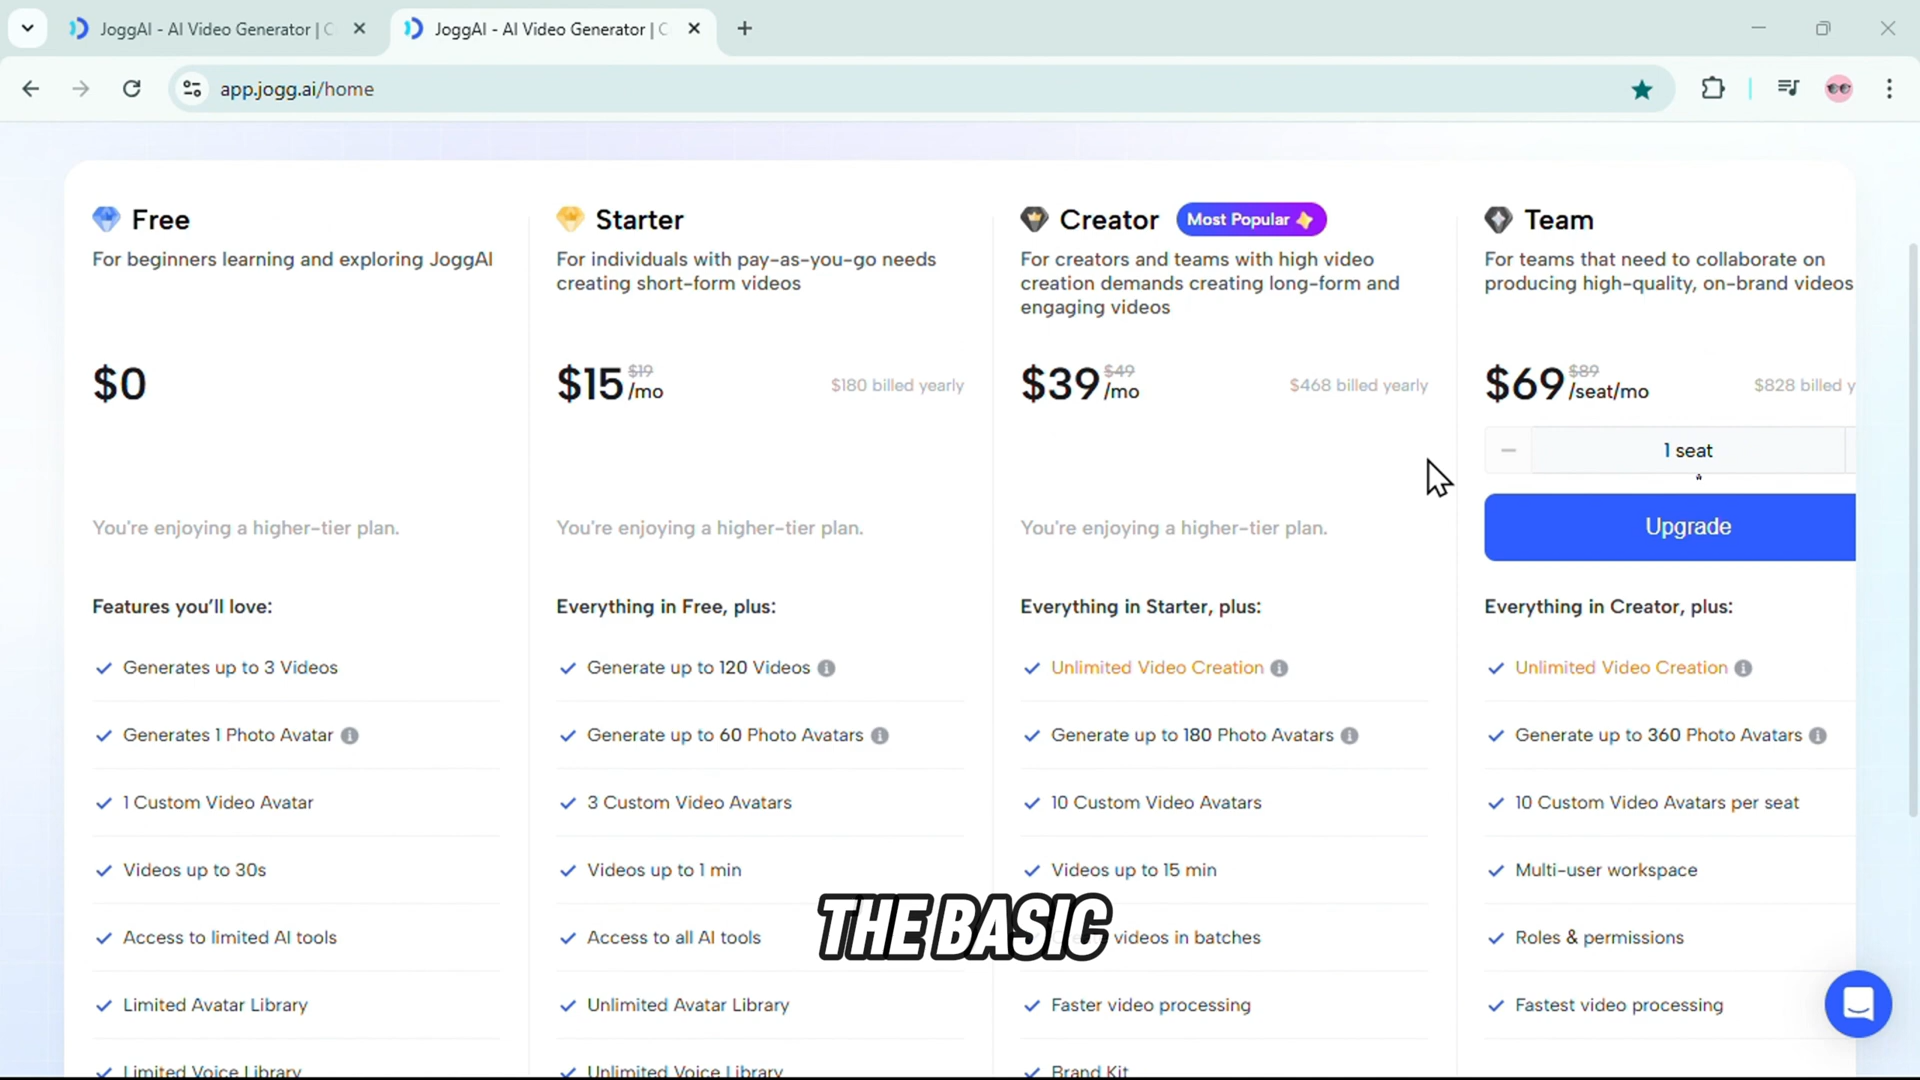 JoggAI - AI Video Generator | C
JoggAI - AI Video Generator | C
app.jogg.ai/home
Free
For beginners learning and exploring JoggAI
$0
You're enjoying a higher-tier plan.
Features you'll love:
Generates up to 3 Videos
Generates 1 Photo Avatar
1 Custom Video Avatar
Videos up to 30s
Access to limited AI tools
Limited Avatar Library
Limited Voice Library
Starter
For individuals with pay-as-you-go needs
creating short-form videos
$15 $19 /mo $180 billed yearly
You're enjoying a higher-tier plan.
Everything in Free, plus:
Generate up to 120 Videos
Generate up to 60 Photo Avatars
3 Custom Video Avatars
Videos up to 1 min
Access to all AI tools
Unlimited Avatar Library
Unlimited Voice Library
Creator Most Popular
For creators and teams with high video
creation demands creating long-form and
engaging videos
$39 $49 /mo $468 billed yearly
You're enjoying a higher-tier plan.
Everything in Starter, plus:
Unlimited Video Creation
Generate up to 180 Photo Avatars
10 Custom Video Avatars
Videos up to 15 min
videos in batches
Faster video processing
Brand Kit
Team
For teams that need to collaborate on
producing high-quality, on-brand videos
$69 $89 /seat/mo $828 billed y
1 seat
Upgrade
Everything in Creator, plus:
Unlimited Video Creation
Generate up to 360 Photo Avatars
10 Custom Video Avatars per seat
Multi-user workspace
Roles & permissions
Fastest video processing
THE BASIC